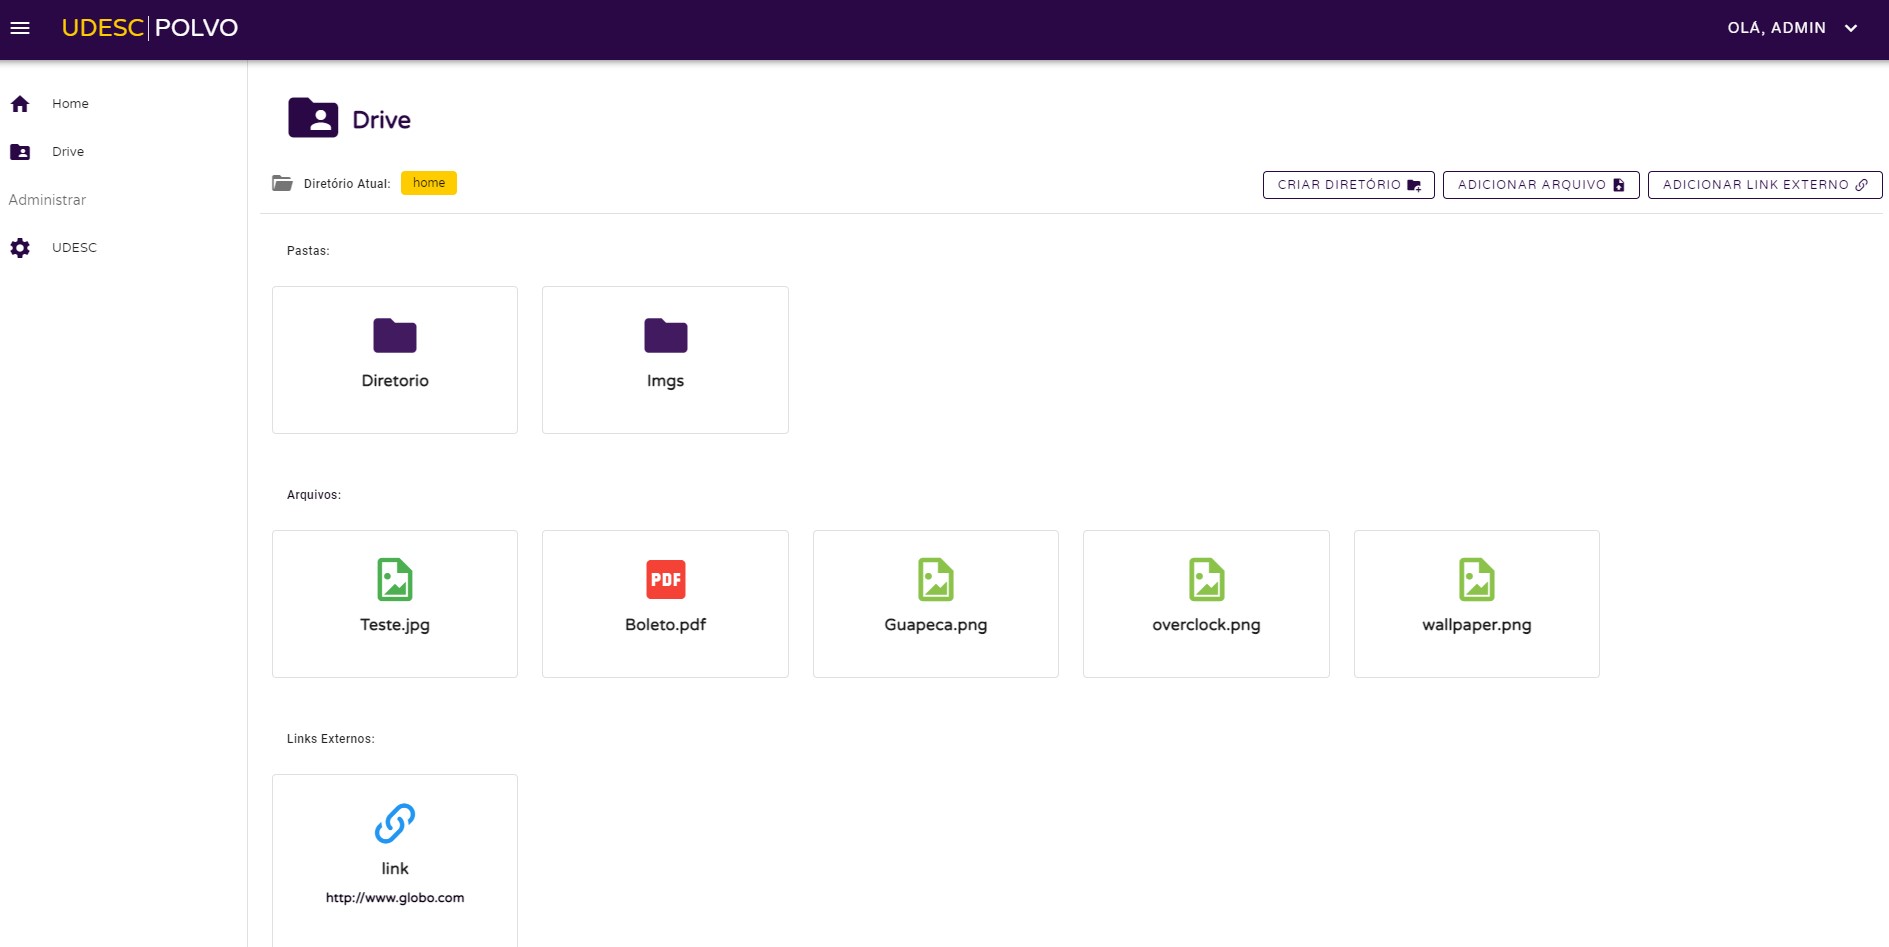 UDESC|POLVO
OLÁ, ADMIN
Home
Drive
Administrar
UDESC
Drive
Diretório Atual: home
CRIAR DIRETÓRIO
ADICIONAR ARQUIVO
ADICIONAR LINK EXTERNO
Pastas:
Diretorio
Imgs
Arquivos:
Teste.jpg
PDF
Boleto.pdf
Guapeca.png
overclock.png
wallpaper.png
Links Externos:
link
http://www.globo.com